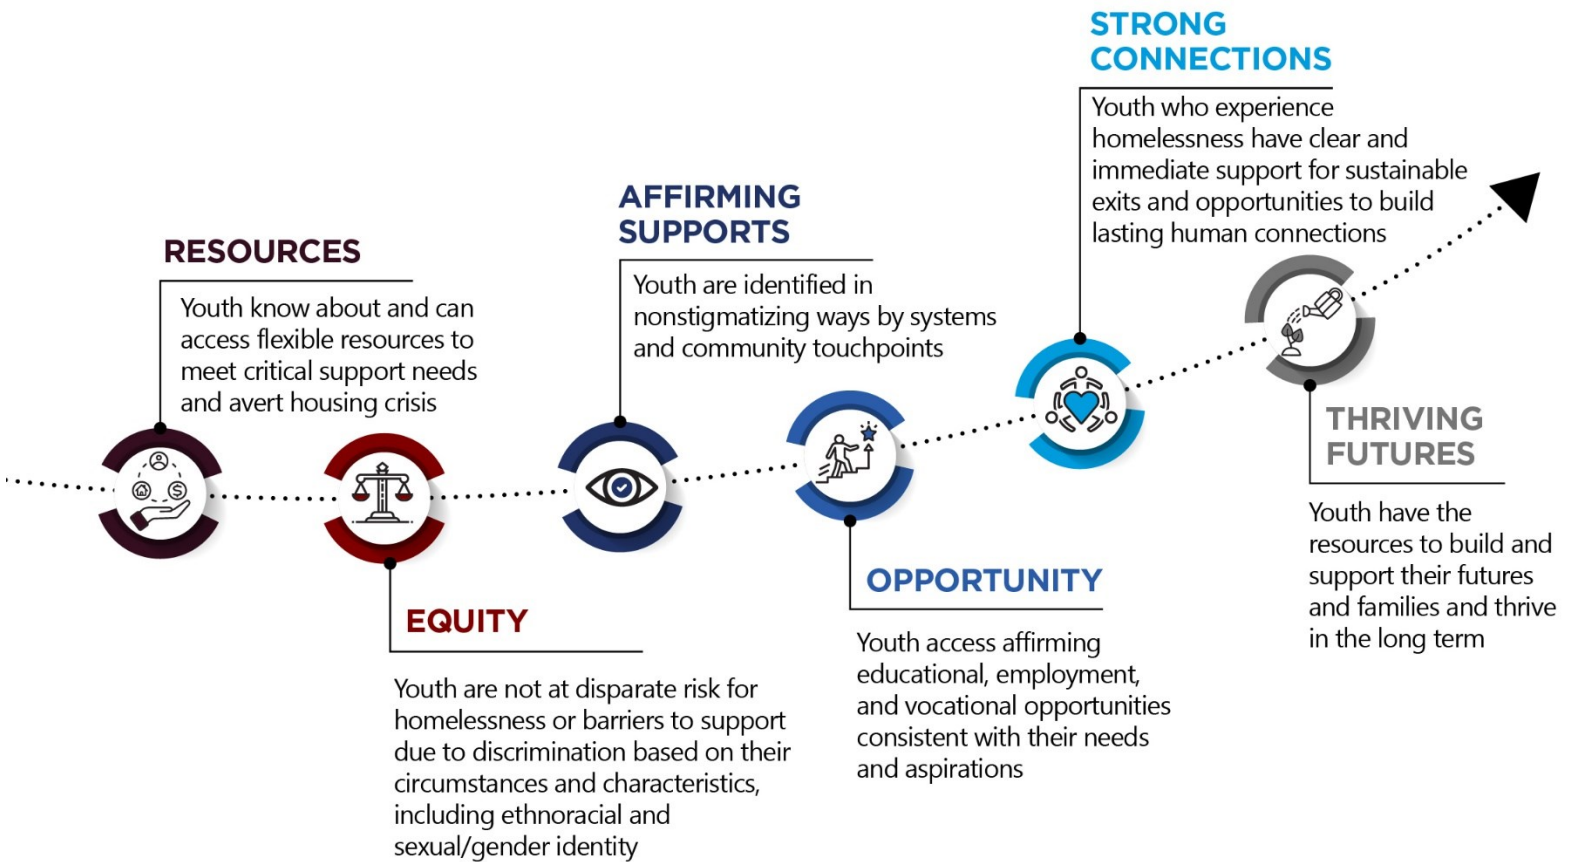 RESOURCES
Youth know about and can
access flexible resources to
meet critical support needs
and avert housing crisis
EQUITY
Youth are not at disparate risk for
homelessness or barriers to support
due to discrimination based on their
circumstances and characteristics,
including ethnoracial and
sexual/gender identity
AFFIRMING
SUPPORTS
Youth are identified in
nonstigmatizing ways by systems
and community touchpoints
OPPORTUNITY
Youth access affirming
educational, employment,
and vocational opportunities
consistent with their needs
and aspirations
STRONG
CONNECTIONS
Youth who experience
homelessness have clear and
immediate support for sustainable
exits and opportunities to build
lasting human connections
THRIVING
FUTURES
Youth have the
resources to build and
support their futures
and families and thrive
in the long term